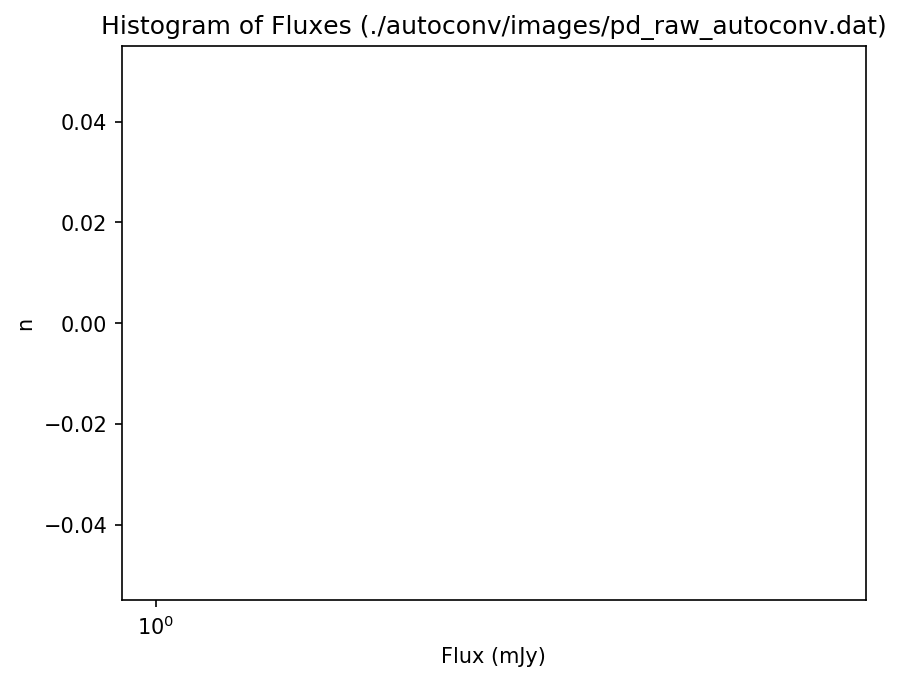 Histogram of Fluxes (./autoconv/images/pd_raw_autoconv.dat)
0.04
0.02
n
0.00
−0.02
−0.04
10⁰
Flux (mJy)